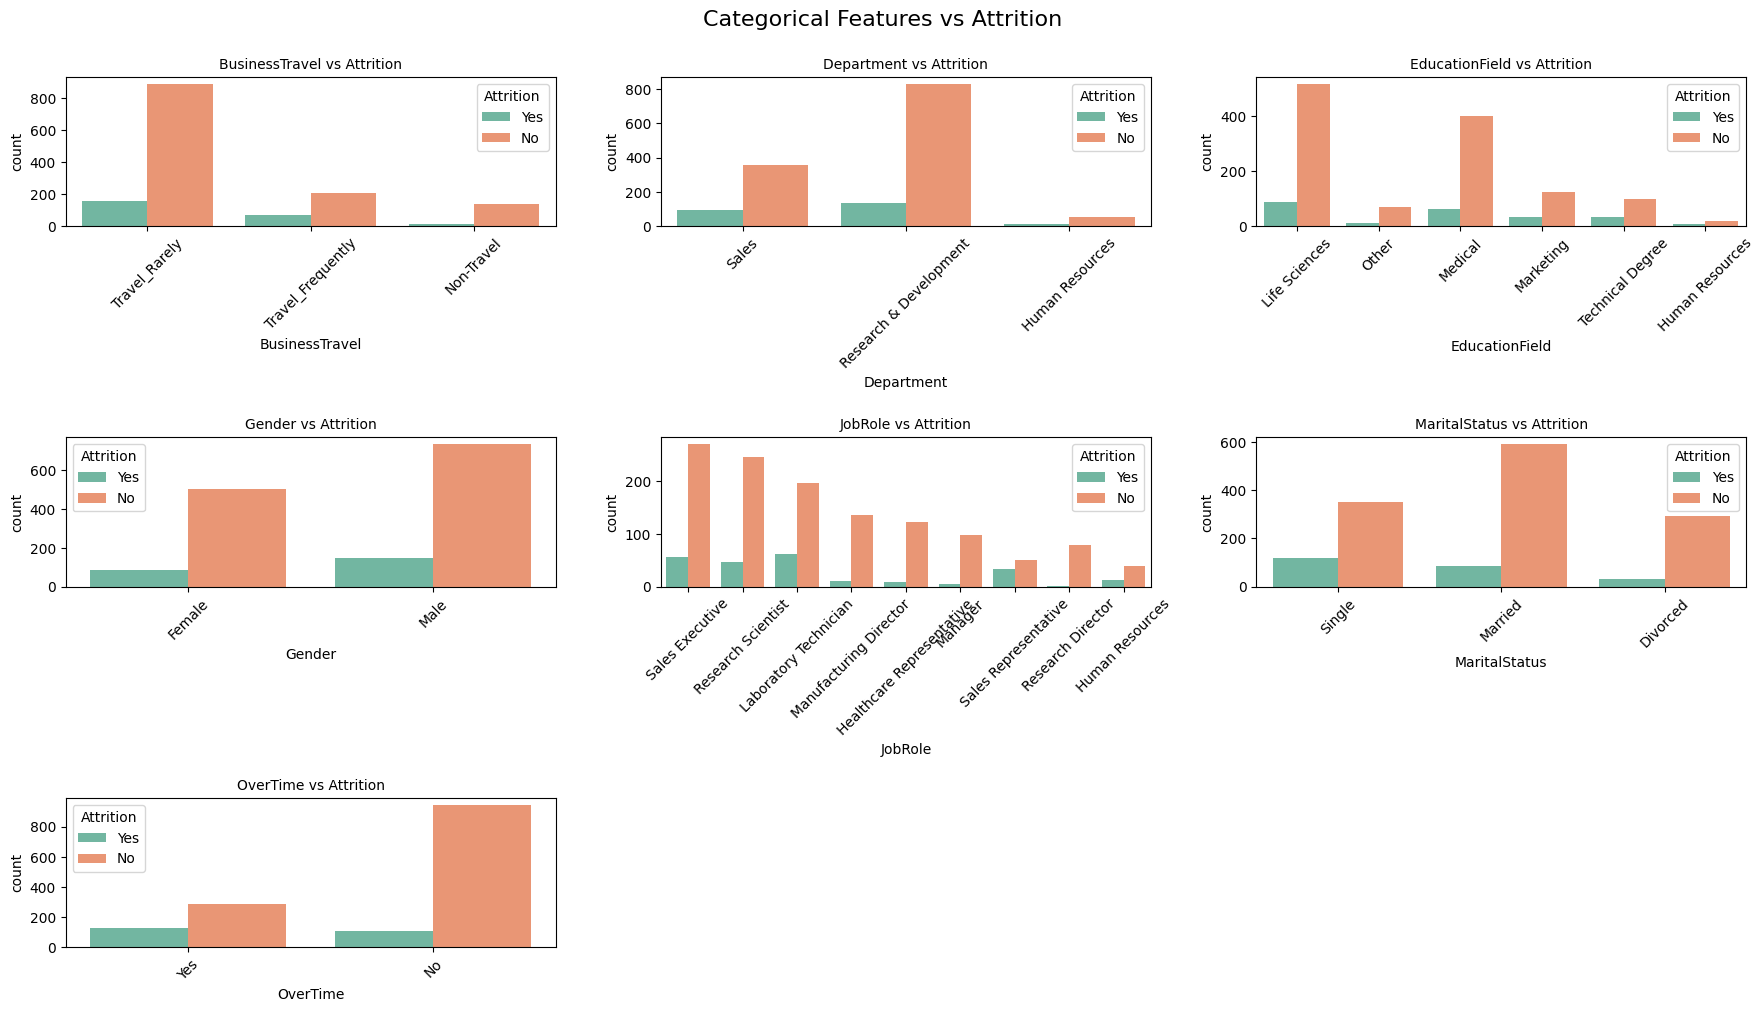 Categorical Features vs Attrition
BusinessTravel vs Attrition
count
800
600
400
200
0
Attrition
Yes
No
Travel_Rarely
Travel_Frequently
Non-Travel
BusinessTravel
Department vs Attrition
count
800
600
400
200
0
Attrition
Yes
No
Sales
Research & Development
Human Resources
Department
EducationField vs Attrition
count
400
200
0
Attrition
Yes
No
Life Sciences
Other
Medical
Marketing
Technical Degree
Human Resources
EducationField
Gender vs Attrition
count
600
400
200
0
Attrition
Yes
No
Female
Male
Gender
JobRole vs Attrition
count
200
100
0
Attrition
Yes
No
Sales Executive
Research Scientist
Laboratory Technician
Manufacturing Director
Healthcare Representative
Manager
Sales Representative
Research Director
Human Resources
JobRole
MaritalStatus vs Attrition
count
600
400
200
0
Attrition
Yes
No
Single
Married
Divorced
MaritalStatus
OverTime vs Attrition
count
800
600
400
200
0
Attrition
Yes
No
Yes
No
OverTime